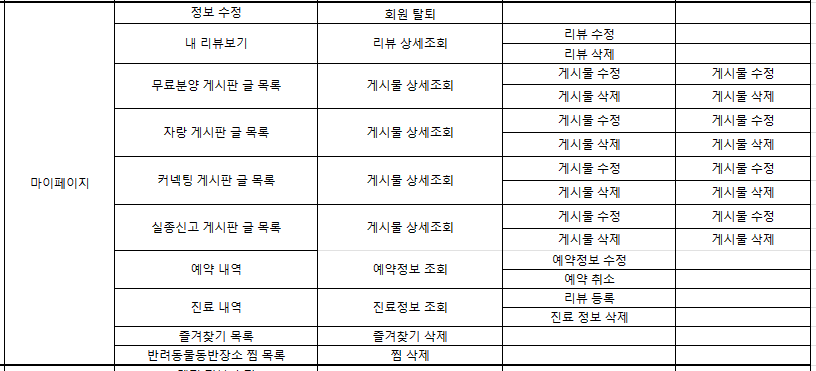 정보 수정 회원 탈퇴
내 리뷰보기 리뷰 상세조회 리뷰 수정
리뷰 삭제
무료분양 게시판 글 목록 게시물 상세조회 게시물 수정 게시물 수정
게시물 삭제 게시물 삭제
자랑 게시판 글 목록 게시물 상세조회 게시물 수정 게시물 수정
게시물 삭제 게시물 삭제
마이페이지
커넥팅 게시판 글 목록 게시물 상세조회 게시물 수정 게시물 수정
게시물 삭제 게시물 삭제
실종신고 게시판 글 목록 게시물 상세조회 게시물 수정 게시물 수정
게시물 삭제 게시물 삭제
예약 내역 예약정보 조회 예약정보 수정
예약 취소
진료 내역 진료정보 조회 리뷰 등록
진료 정보 삭제
즐겨찾기 목록 즐겨찾기 삭제
반려동물동반장소 찜 목록 찜 삭제